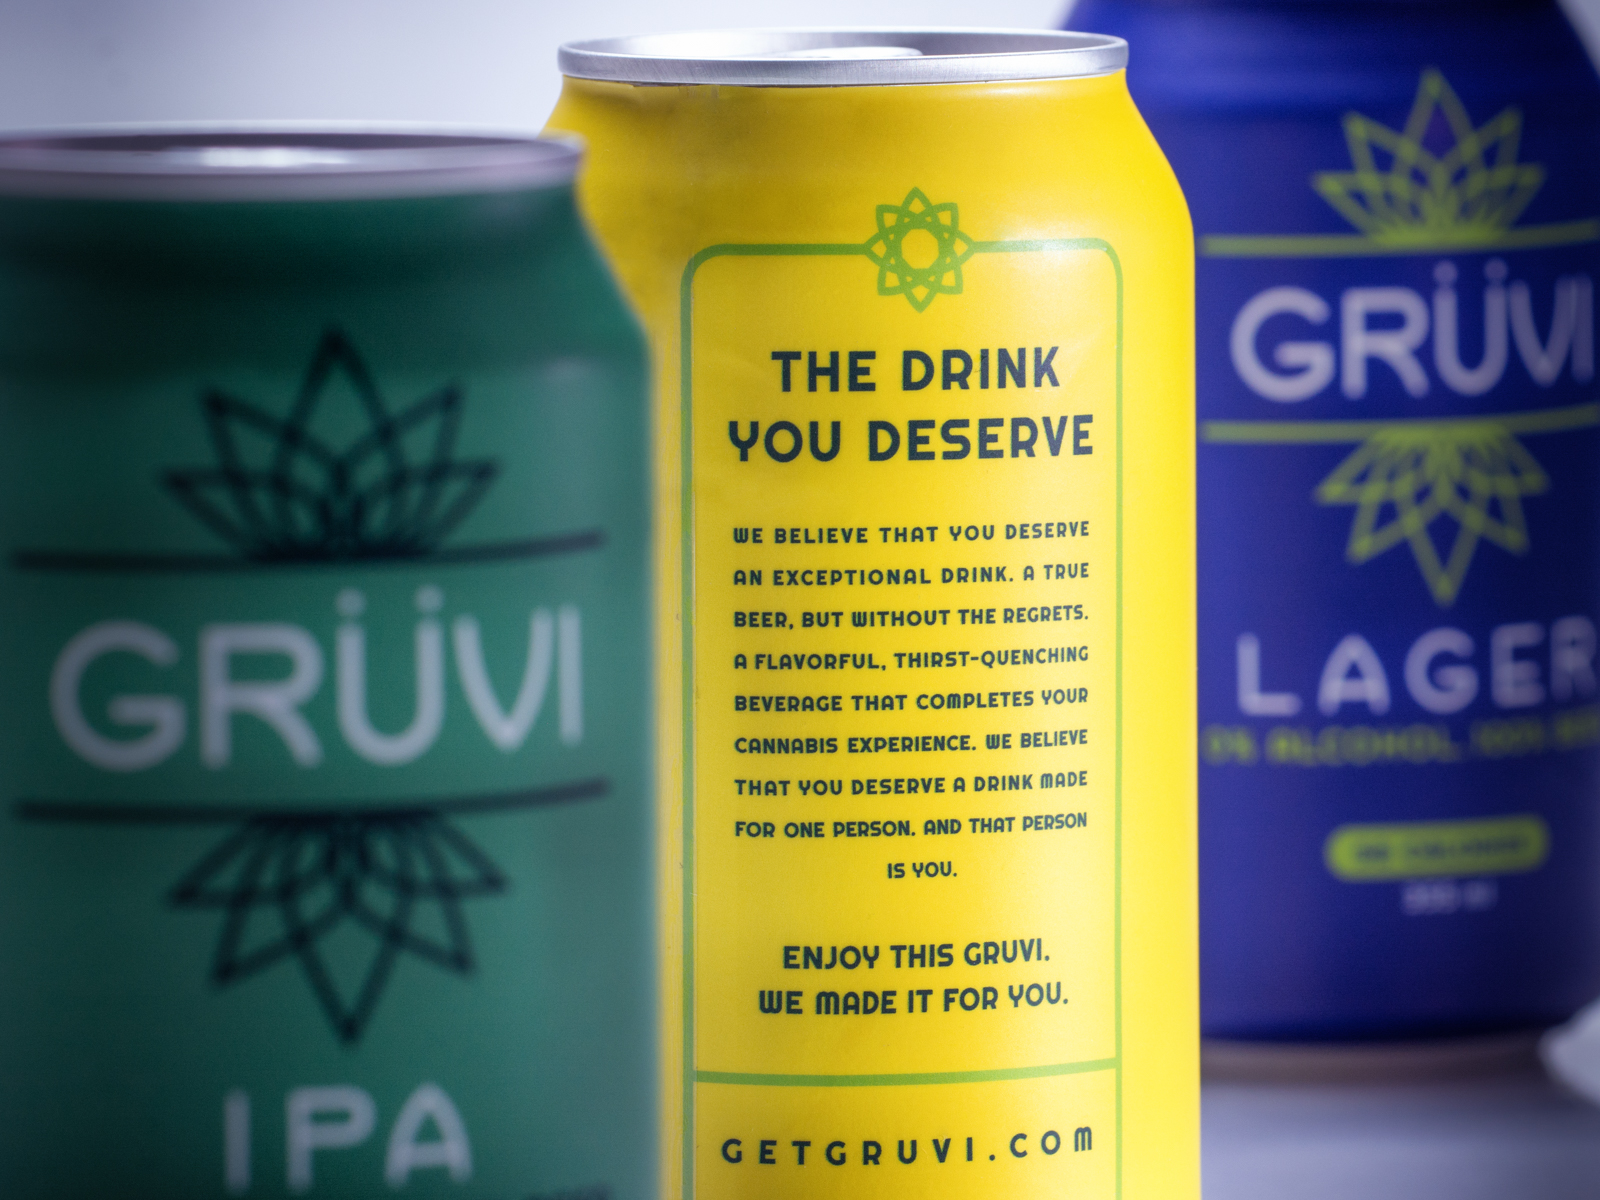 GRÜVI
IPA
THE DRINK
YOU DESERVE
WE BELIEVE THAT YOU DESERVE
AN EXCEPTIONAL DRINK. A TRUE
BEER, BUT WITHOUT THE REGRETS.
A FLAVORFUL, THIRST-QUENCHING
BEVERAGE THAT COMPLETES YOUR
CANNABIS EXPERIENCE. WE BELIEVE
THAT YOU DESERVE A DRINK MADE
FOR ONE PERSON. AND THAT PERSON
IS YOU.
ENJOY THIS GRUVI.
WE MADE IT FOR YOU.
GETGRUVI.COM
GRÜVI
LAGER
0% ALCOHOL.